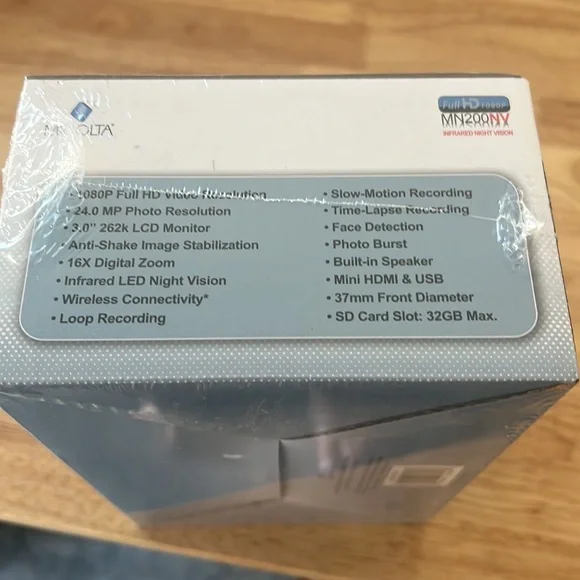 MINOLTA
Full HD 1080P
MN200NV
INFRARED NIGHT VISION
• 1080P Full HD Video Resolution
• 24.0 MP Photo Resolution
• 3.0" 262k LCD Monitor
• Anti-Shake Image Stabilization
• 16X Digital Zoom
• Infrared LED Night Vision
• Wireless Connectivity*
• Loop Recording
• Slow-Motion Recording
• Time-Lapse Recording
• Face Detection
• Photo Burst
• Built-in Speaker
• Mini HDMI & USB
• 37mm Front Diameter
• SD Card Slot: 32GB Max.